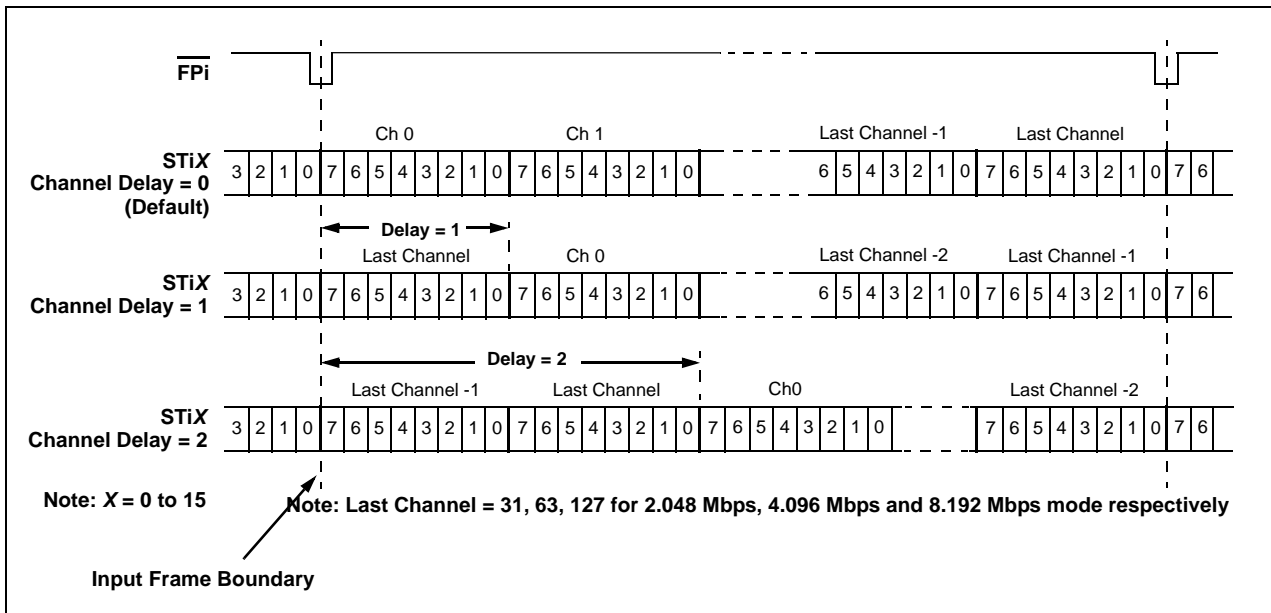 FPi
Ch 0 Ch 1 Last Channel -1 Last Channel
STiX
Channel Delay = 0
(Default)
3 2 1 0 7 6 5 4 3 2 1 0 7 6 5 4 3 2 1 0 6 5 4 3 2 1 0 7 6 5 4 3 2 1 0 7 6
Delay = 1
Last Channel Ch 0 Last Channel -2 Last Channel -1
STiX
Channel Delay = 1
3 2 1 0 7 6 5 4 3 2 1 0 7 6 5 4 3 2 1 0 6 5 4 3 2 1 0 7 6 5 4 3 2 1 0 7 6
Delay = 2
Last Channel -1 Last Channel Ch0 Last Channel -2
STiX
Channel Delay = 2
3 2 1 0 7 6 5 4 3 2 1 0 7 6 5 4 3 2 1 0 7 6 5 4 3 2 1 0 7 6 5 4 3 2 1 0 7 6
Note: X = 0 to 15
Note: Last Channel = 31, 63, 127 for 2.048 Mbps, 4.096 Mbps and 8.192 Mbps mode respectively
Input Frame Boundary